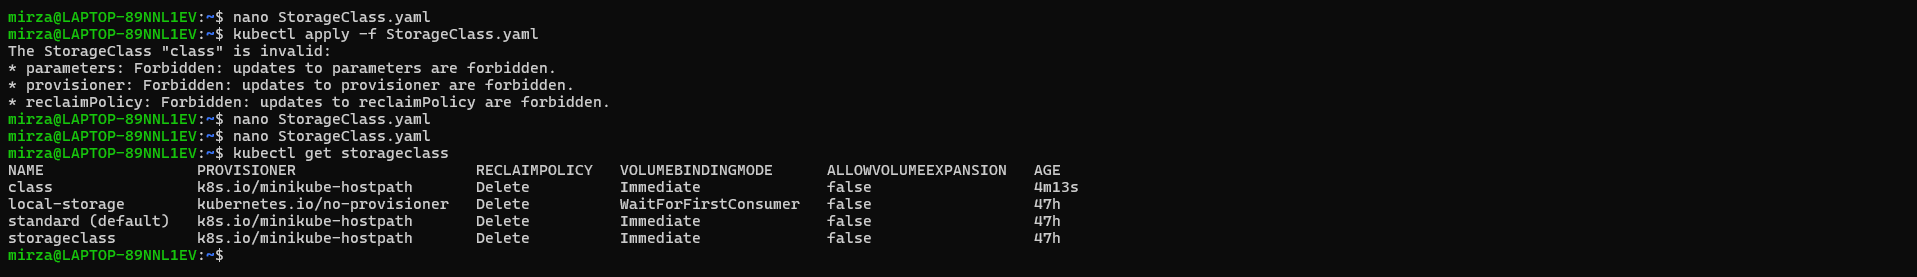 mirza@LAPTOP-89NNL1EV:~$ nano StorageClass.yaml
mirza@LAPTOP-89NNL1EV:~$ kubectl apply -f StorageClass.yaml
The StorageClass "class" is invalid:
* parameters: Forbidden: updates to parameters are forbidden.
* provisioner: Forbidden: updates to provisioner are forbidden.
* reclaimPolicy: Forbidden: updates to reclaimPolicy are forbidden.
mirza@LAPTOP-89NNL1EV:~$ nano StorageClass.yaml
mirza@LAPTOP-89NNL1EV:~$ nano StorageClass.yaml
mirza@LAPTOP-89NNL1EV:~$ kubectl get storageclass
NAME                 PROVISIONER                    RECLAIMPOLICY   VOLUMEBINDINGMODE      ALLOWVOLUMEEXPANSION   AGE
class                k8s.io/minikube-hostpath       Delete          Immediate              false                  4m13s
local-storage        kubernetes.io/no-provisioner   Delete          WaitForFirstConsumer   false                  47h
standard (default)   k8s.io/minikube-hostpath       Delete          Immediate              false                  47h
storageclass         k8s.io/minikube-hostpath       Delete          Immediate              false                  47h
mirza@LAPTOP-89NNL1EV:~$